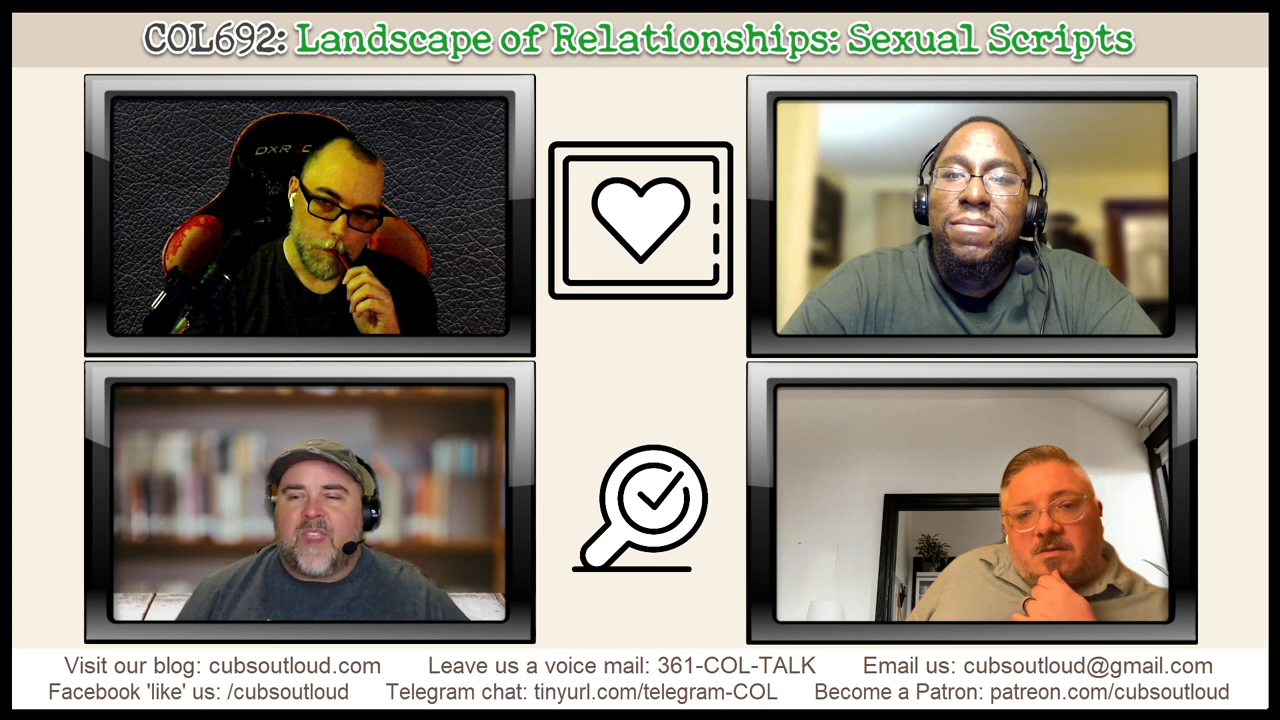 COL692: Landscape of Relationships: Sexual Scripts
Visit our blog: cubsoutloud.com Leave us a voice mail: 361-COL-TALK Email us: cubsoutloud@gmail.com
Facebook 'like' us: /cubsoutloud Telegram chat: tinyurl.com/telegram-COL Become a Patron: patreon.com/cubsoutloud